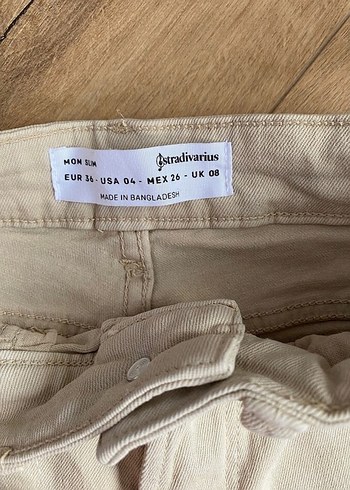 MOM SLIM
stradivarius
EUR 36 - USA 04 - MEX 26 - UK 08
MADE IN BANGLADESH